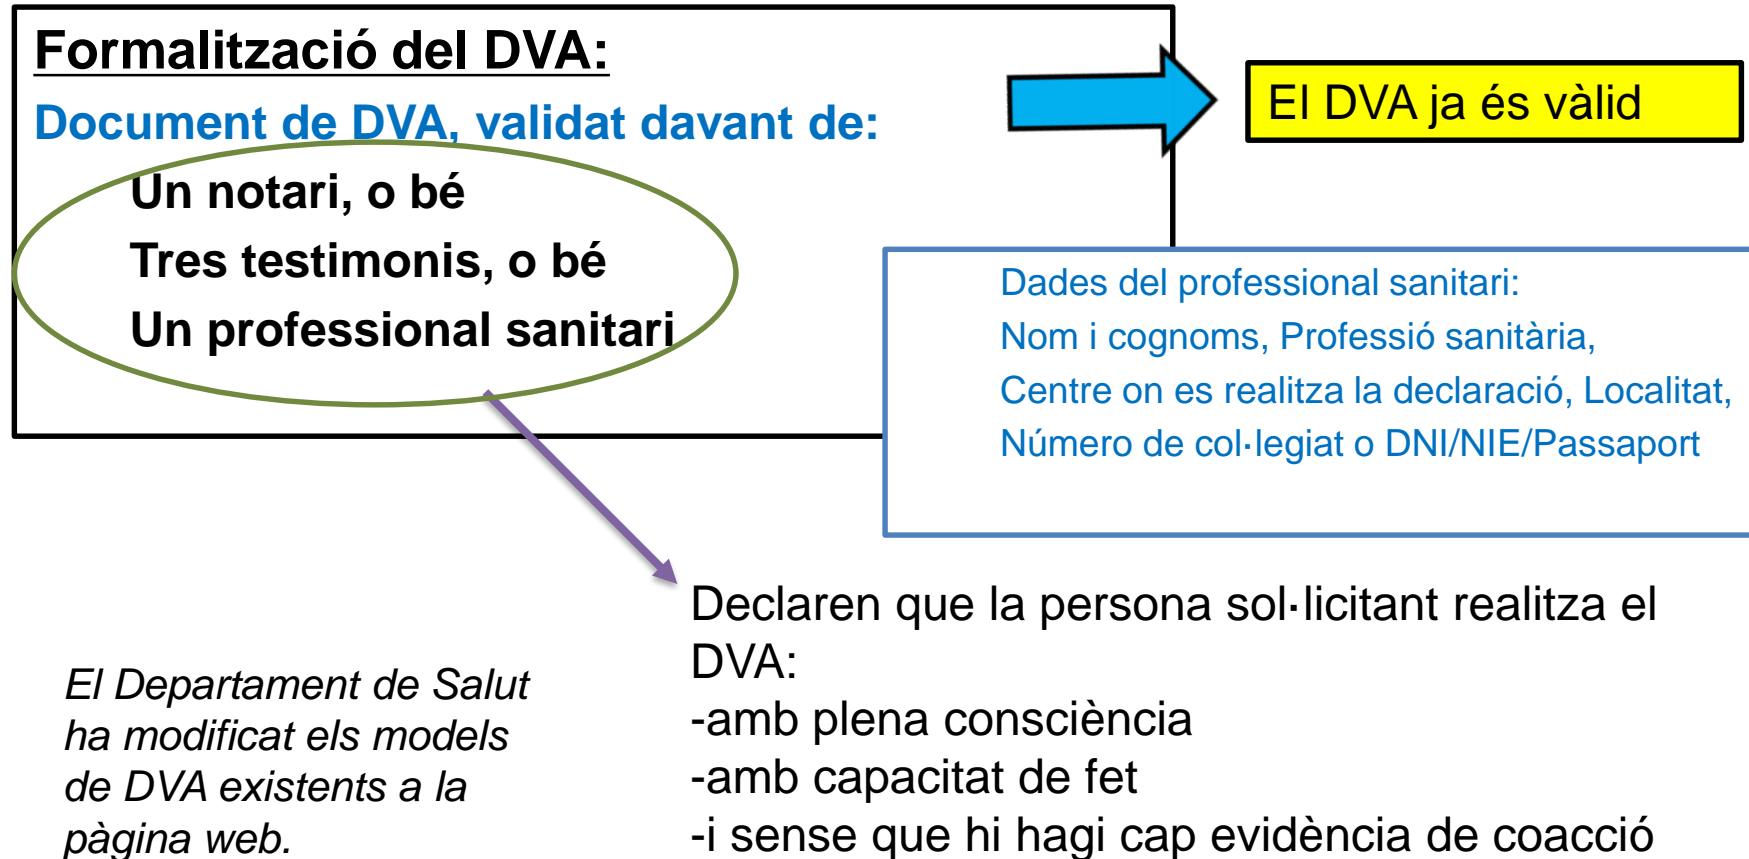 Formalització del DVA:
Document de DVA, validat davant de:
Un notari, o bé
Tres testimonis, o bé
Un professional sanitari
El DVA ja és vàlid
Dades del professional sanitari:
Nom i cognoms, Professió sanitària,
Centre on es realitza la declaració, Localitat,
Número de col·legiat o DNI/NIE/Passaport
Declaren que la persona sol·licitant realitza el
DVA:
-amb plena consciència
-amb capacitat de fet
-i sense que hi hagi cap evidència de coacció
El Departament de Salut
ha modificat els models
de DVA existents a la
pàgina web.